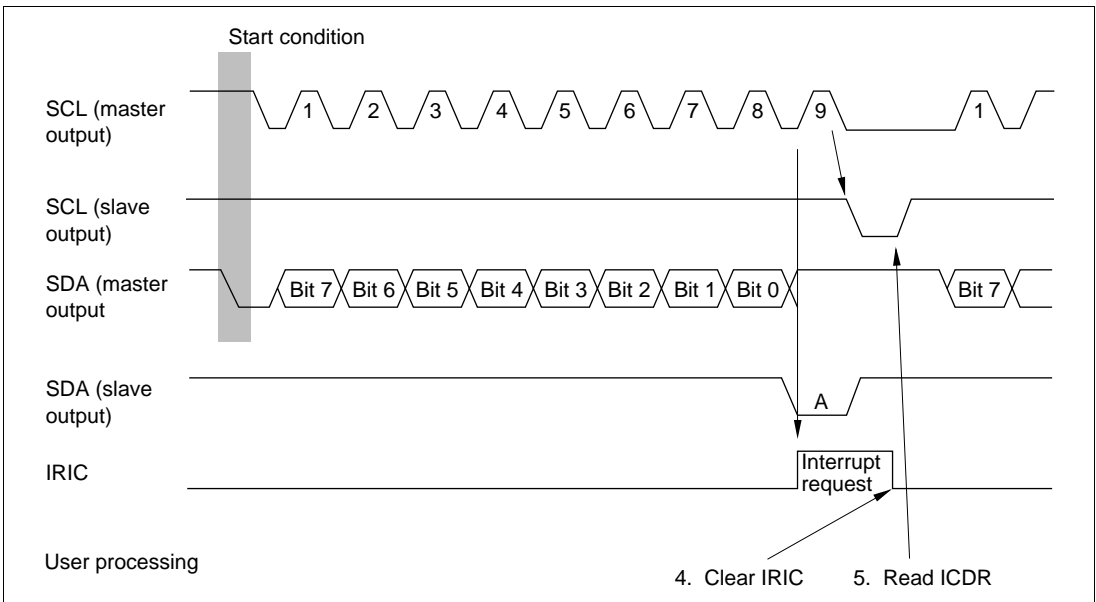 Start condition
SCL (master
output)
1 2 3 4 5 6 7 8 9 1
SCL (slave
output)
SDA (master
output
Bit 7 Bit 6 Bit 5 Bit 4 Bit 3 Bit 2 Bit 1 Bit 0 Bit 7
SDA (slave
output)
A
IRIC
Interrupt
request
User processing
4. Clear IRIC 5. Read ICDR